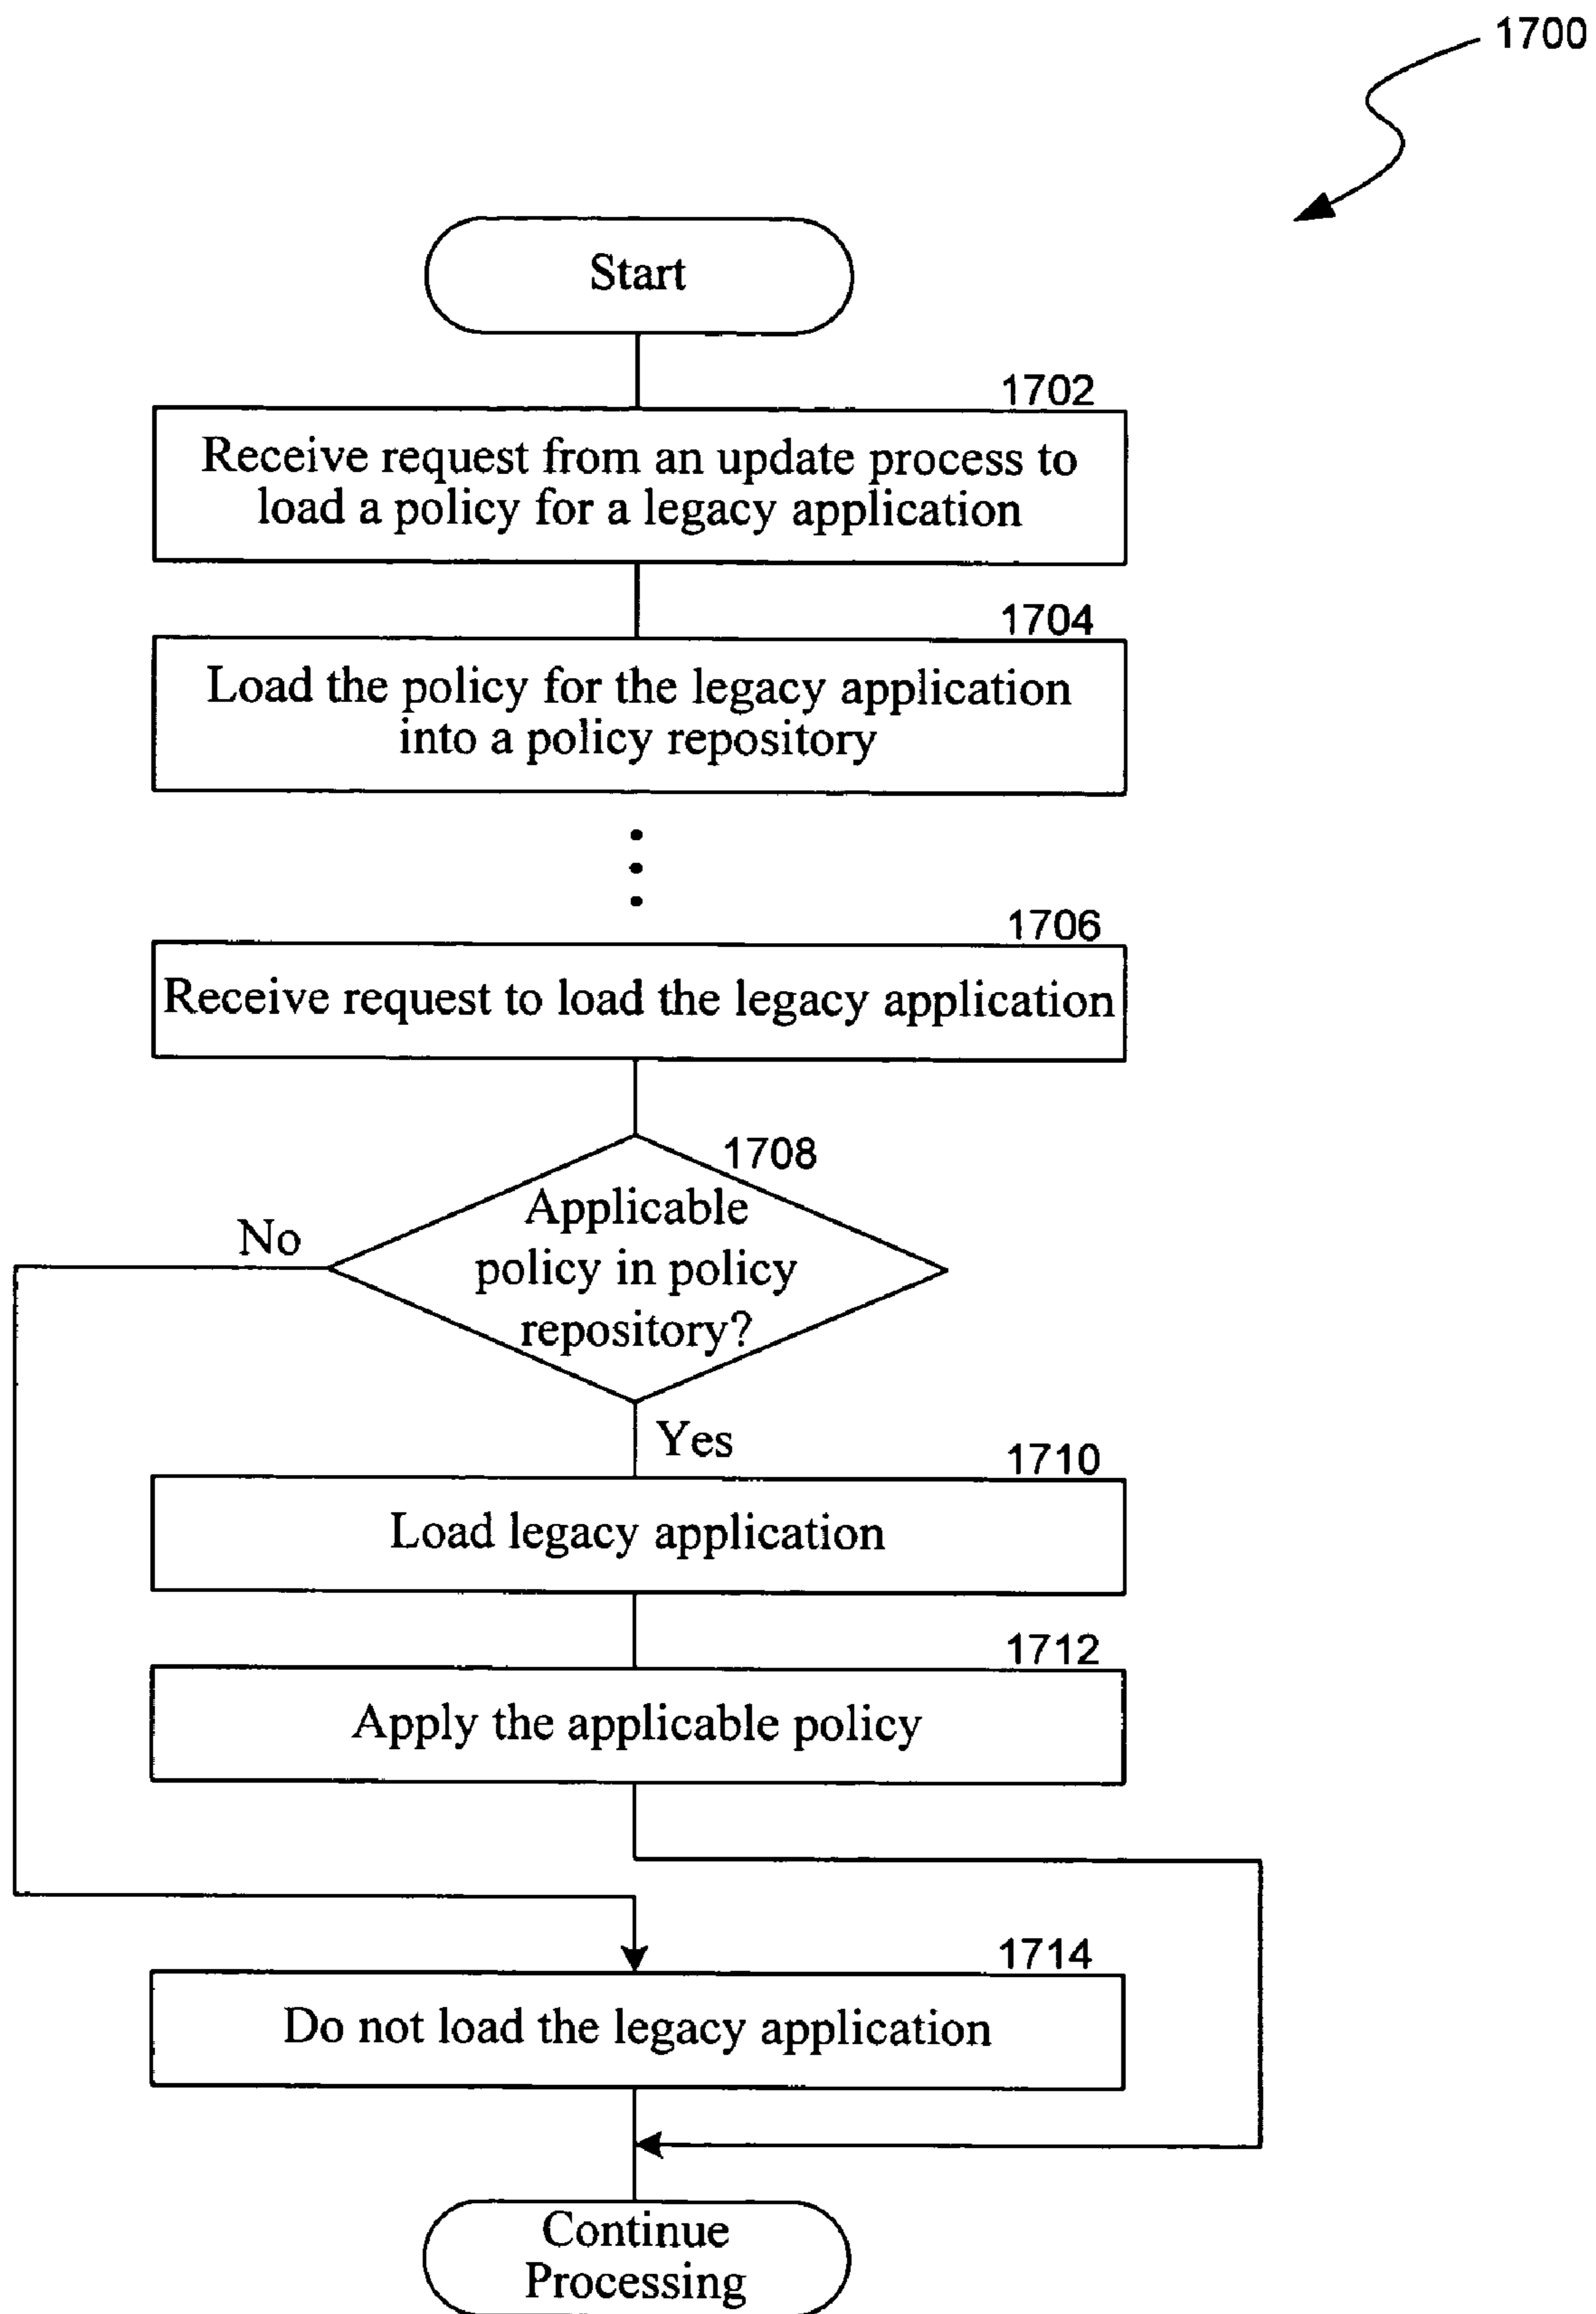 1700
Start
1702
Receive request from an update process to
load a policy for a legacy application
1704
Load the policy for the legacy application
into a policy repository
1706
Receive request to load the legacy application
1708
Applicable
policy in policy
repository?
No
Yes
1710
Load legacy application
1712
Apply the applicable policy
1714
Do not load the legacy application
Continue
Processing